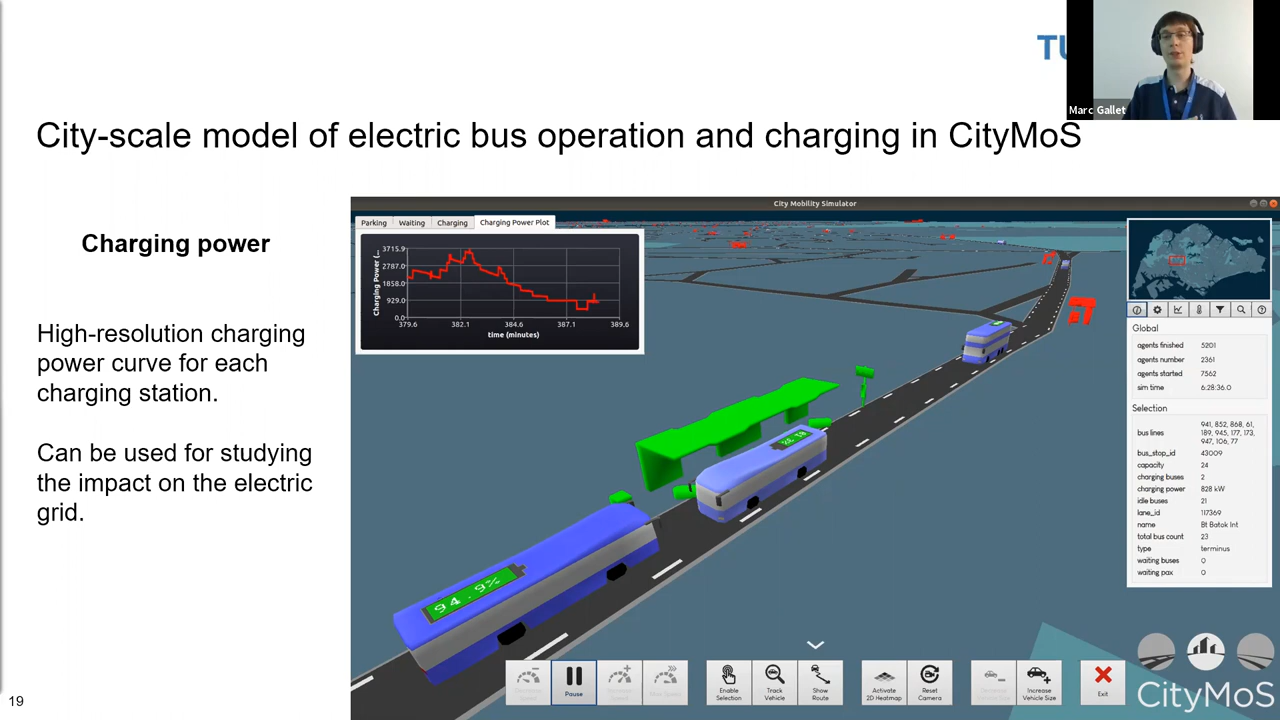 TU
Marc Gallet
City-scale model of electric bus operation and charging in CityMoS
Charging power
High-resolution charging
power curve for each
charging station.
Can be used for studying
the impact on the electric
grid.
19
City Mobility Simulator
Parking Waiting Charging Charging Power Plot
Charging Power (...
3715.9
2787.0
1858.0
929.0
0.0
379.6 382.1 384.6 387.1 389.6
time (minutes)
94.9%
Global
agents finished 5201
agents number 2361
agents started 7562
sim time 6:28:36.0
Selection
bus lines 941, 852, 868, 61,
189, 945, 177, 173,
947, 106, 77
bus_stop_id 43009
capacity 24
charging buses 2
charging power 828 kW
idle buses 21
lane_id 117369
name Bt Batok Int
total bus count 23
type terminus
waiting buses 0
waiting pax 0
Pause
Enable
Selection
Track
Vehicle
Show
Route
Activate
2D Heatmap
Reset
Camera
Increase
Vehicle Size
Exit
CityMoS